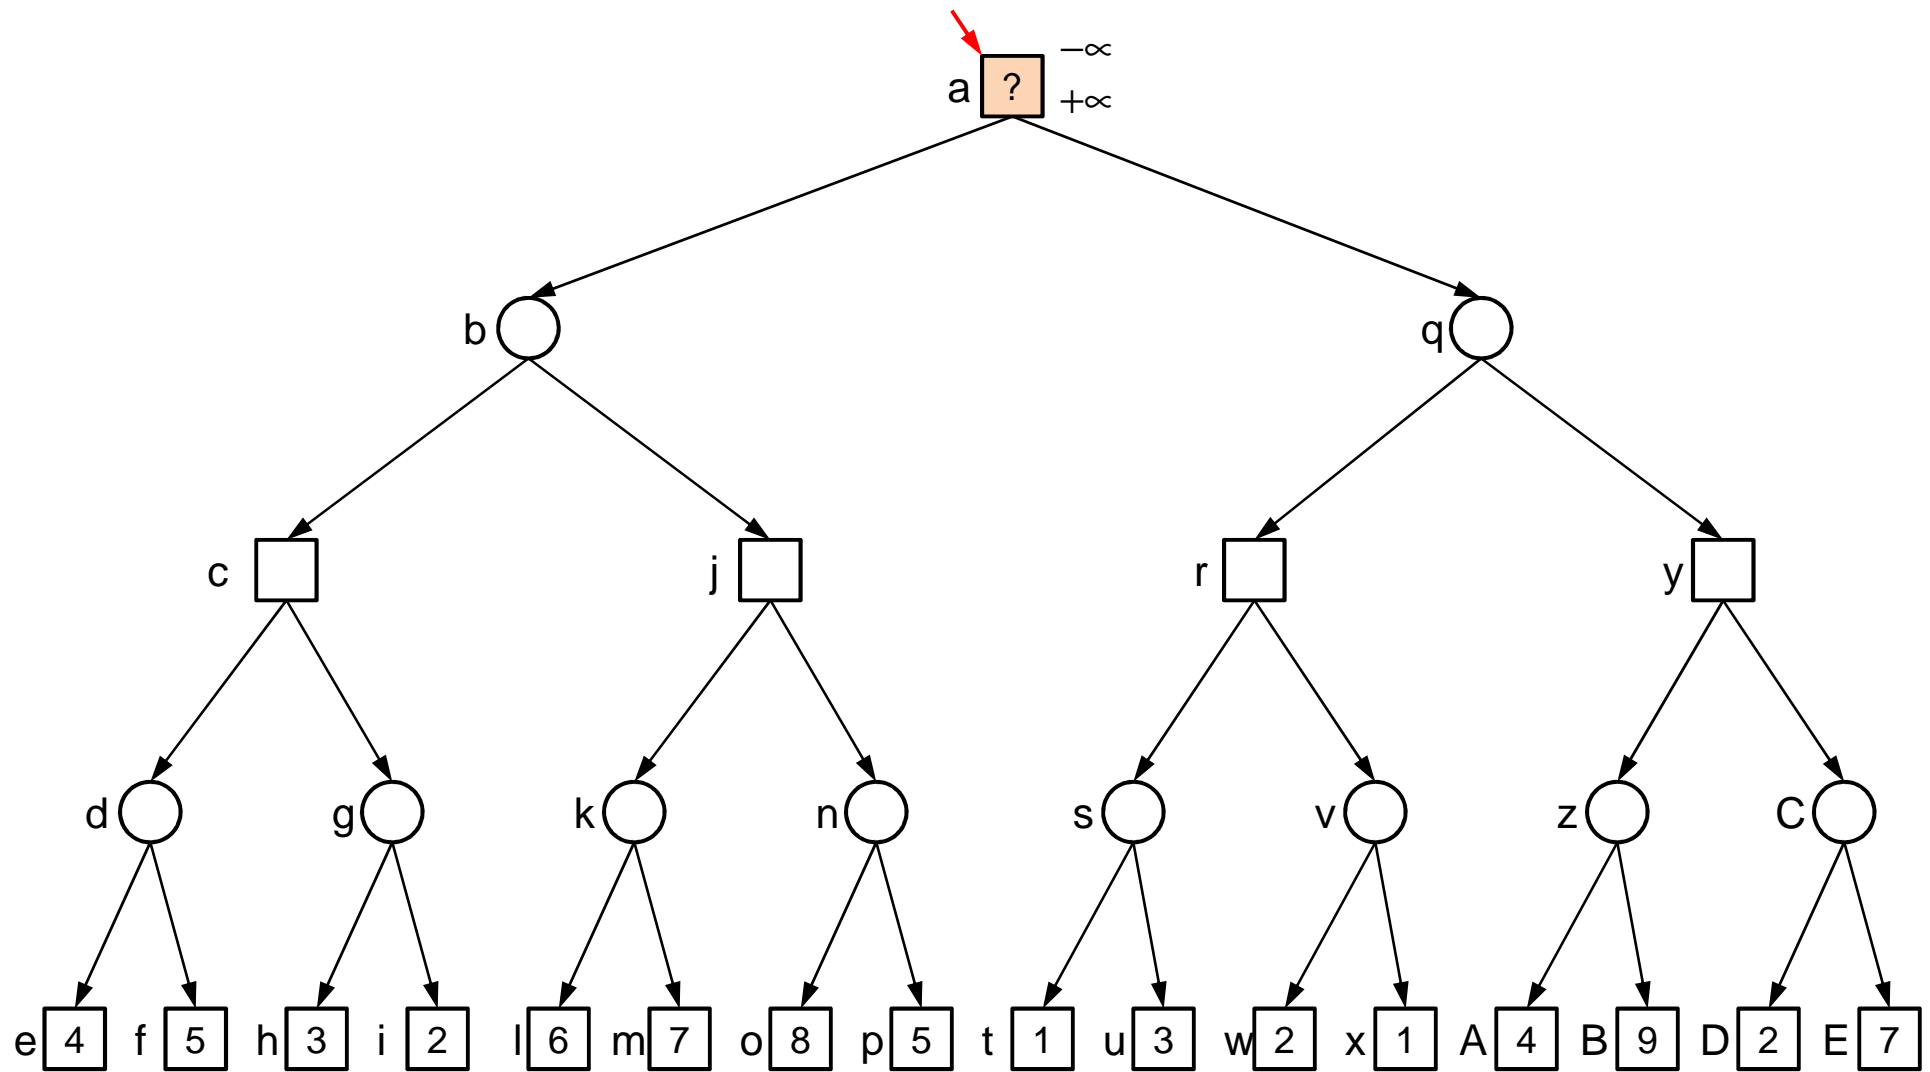 −∝
a ?
+∝
b q
c j r y
d g k n s v z C
e 4 f 5 h 3 i 2 l 6 m 7 o 8 p 5 t 1 u 3 w 2 x 1 A 4 B 9 D 2 E 7